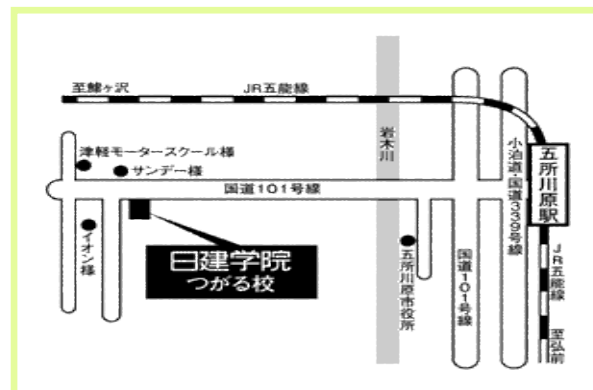 至鰺ヶ沢
JR五能線
津軽モータースクール様
サンデー様
岩木川
国道101号線
小泊道・国道339号線
五所川原駅
イオン様
日建学院
つがる校
五所川原市役所
国道101号線
JR五能線
至弘前